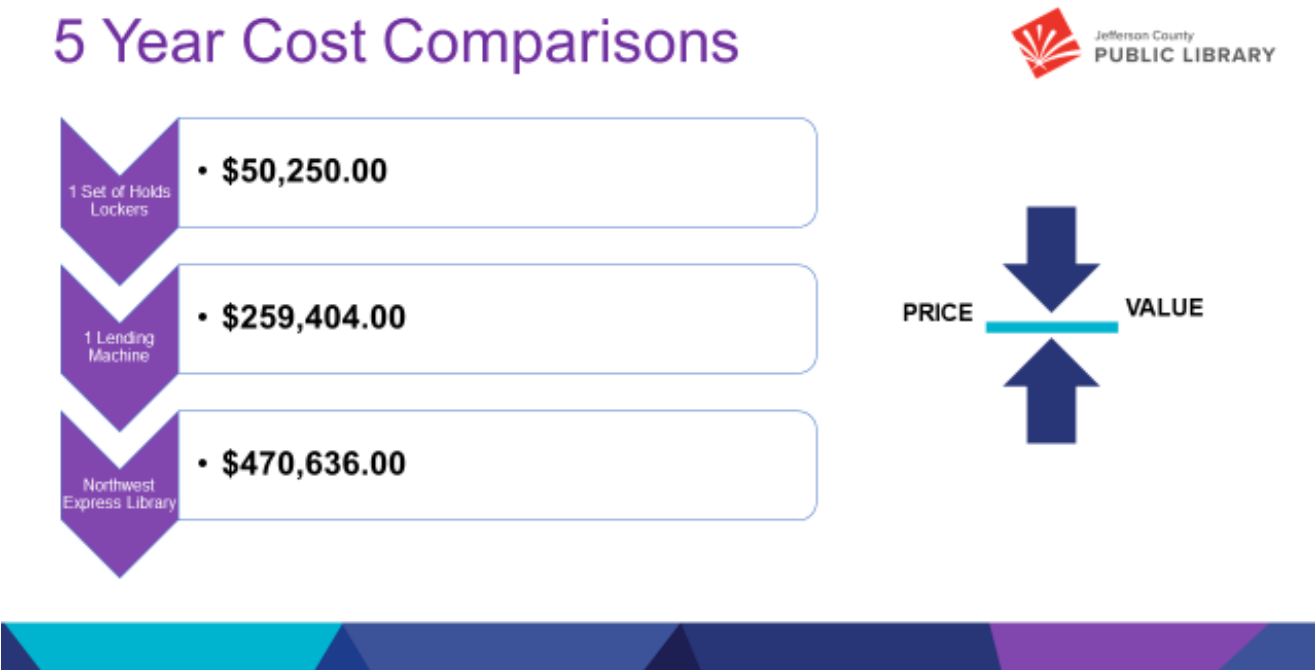 5 Year Cost Comparisons
Jefferson County
PUBLIC LIBRARY
1 Set of Holds
Lockers
• $50,250.00
1 Lending
Machine
• $259,404.00
Northwest
Express Library
• $470,636.00
PRICE
VALUE